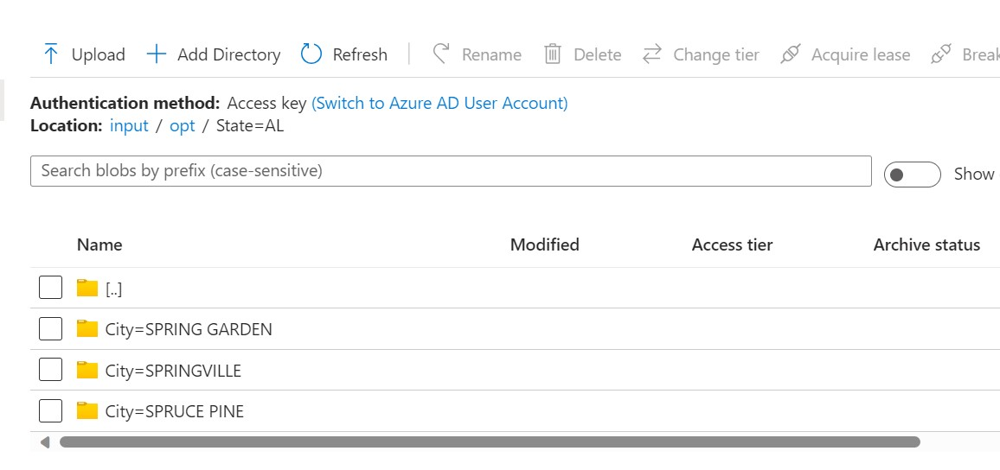 Upload Add Directory Refresh Rename Delete Change tier Acquire lease Break
Authentication method: Access key (Switch to Azure AD User Account)
Location: input / opt / State=AL
Search blobs by prefix (case-sensitive)
Show
Name Modified Access tier Archive status
[..]
City=SPRING GARDEN
City=SPRINGVILLE
City=SPRUCE PINE